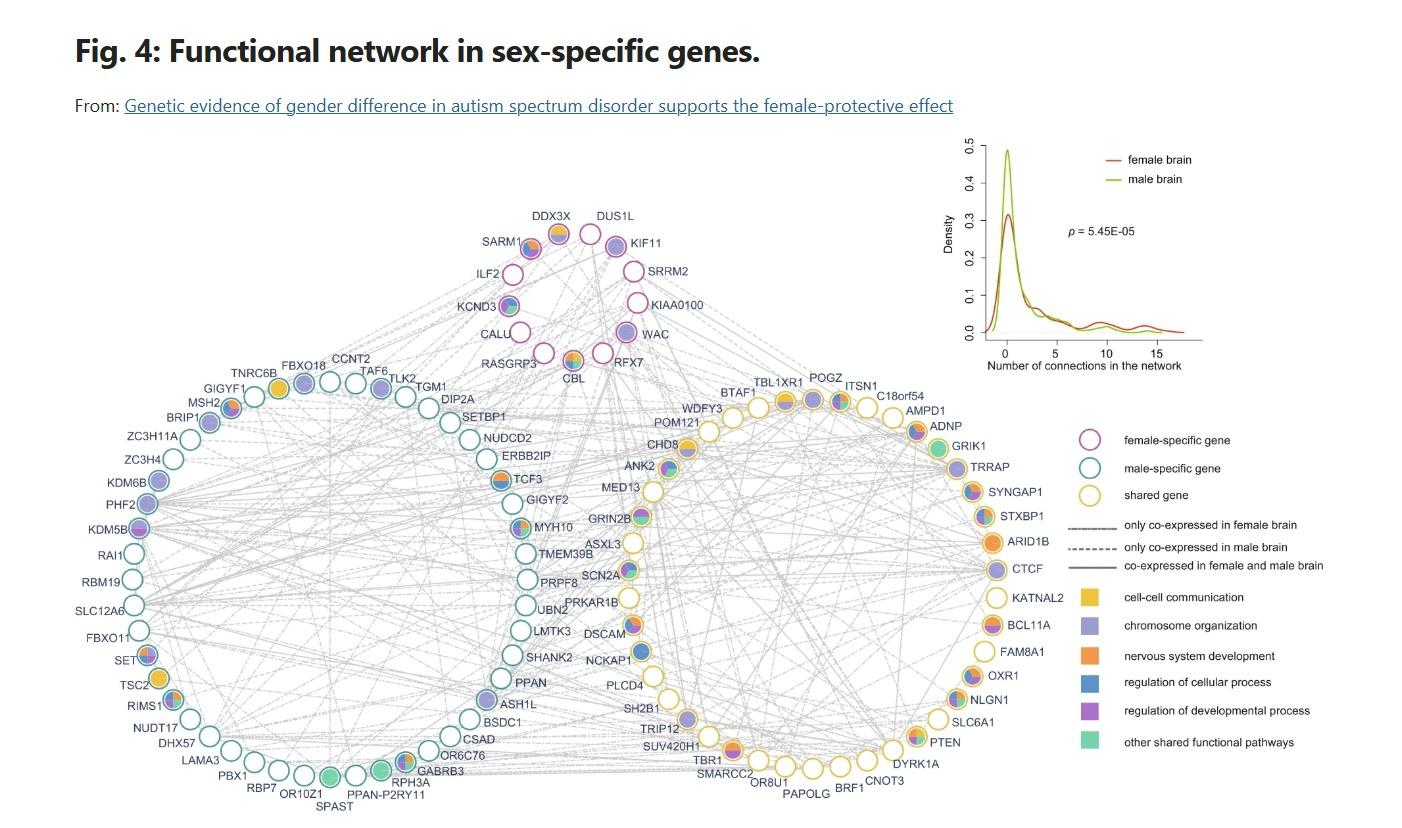 Fig. 4: Functional network in sex-specific genes.
From: Genetic evidence of gender difference in autism spectrum disorder supports the female-protective effect
0.5
0.4
0.3
0.2
0.1
0.0
Density
female brain
male brain
p = 5.45E-05
0
5
10
15
Number of connections in the network
DDX3X
DUS1L
SARM1
KIF11
ILF2
SRRM2
KCND3
KIAA0100
CALU
WAC
RASGRP3
RFX7
CBL
CCNT2
FBXO18
TAF6
TNRC6B
TLK2
GIGYF1
TGM1
MSH2
DIP2A
BRIP1
SETBP1
ZC3H11A
NUDCD2
ZC3H4
ERBB2IP
KDM6B
TCF3
PHF2
GIGYF2
KDM5B
MYH10
RAI1
TMEM39B
RBM19
PRPF8
SLC12A6
UBN2
FBXO11
LMTK3
SET
SHANK2
TSC2
PPAN
RIMS1
ASH1L
NUDT17
BSDC1
DHX57
CSAD
LAMA3
OR6C76
PBX1
GABRB3
RBP7
RPH3A
OR10Z1
PPAN-P2RY11
SPAST
POGZ
TBL1XR1
ITSN1
BTAF1
C18orf54
WDFY3
AMPD1
POM121
ADNP
CHD8
GRIK1
ANK2
TRRAP
MED13
SYNGAP1
GRIN2B
STXBP1
ASXL3
ARID1B
SCN2A
CTCF
PRKAR1B
KATNAL2
DSCAM
BCL11A
NCKAP1
FAM8A1
PLCD4
OXR1
SH2B1
NLGN1
TRIP12
SLC6A1
SUV420H1
PTEN
TBR1
DYRK1A
SMARCC2
CNOT3
OR8U1
BRF1
PAPOLG
female-specific gene
male-specific gene
shared gene
only co-expressed in female brain
only co-expressed in male brain
co-expressed in female and male brain
cell-cell communication
chromosome organization
nervous system development
regulation of cellular process
regulation of developmental process
other shared functional pathways